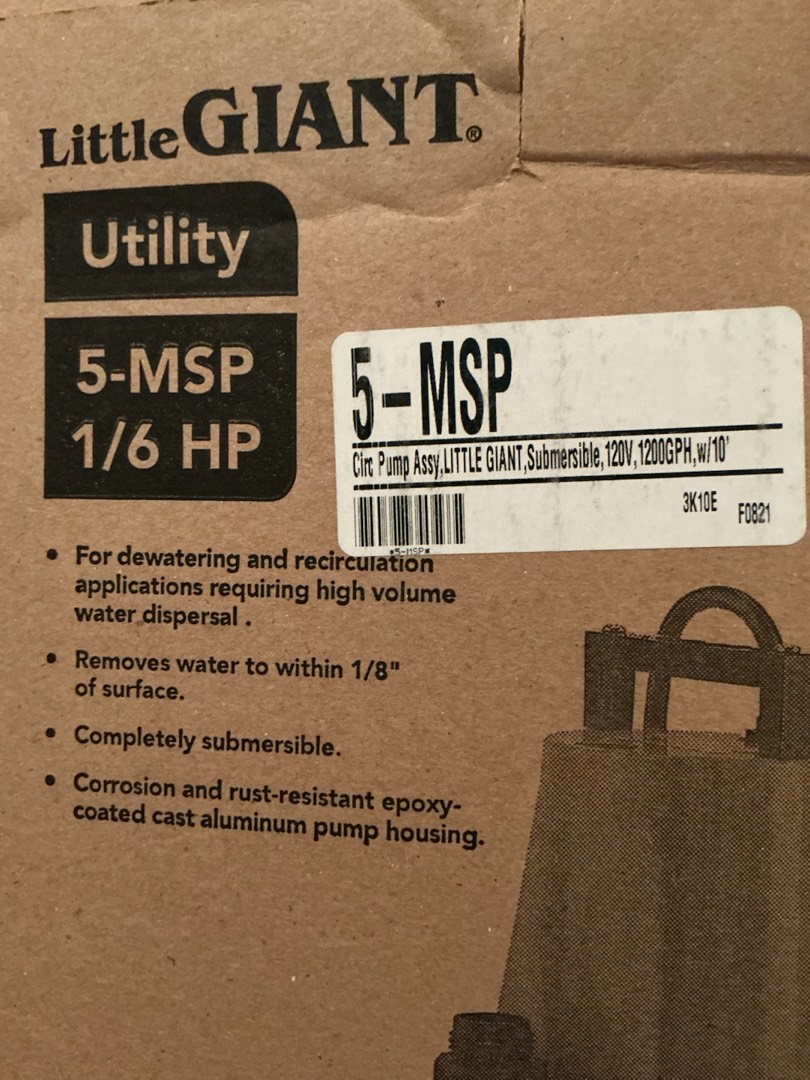 Little GIANT®
Utility
5-MSP
1/6 HP
5-MSP
Circ Pump Assy,LITTLE GIANT,Submersible,120V,1200GPH,w/10'
3K10E F0821
*5-MSP*
• For dewatering and recirculation
applications requiring high volume
water dispersal .
• Removes water to within 1/8"
of surface.
• Completely submersible.
• Corrosion and rust-resistant epoxy-
coated cast aluminum pump housing.